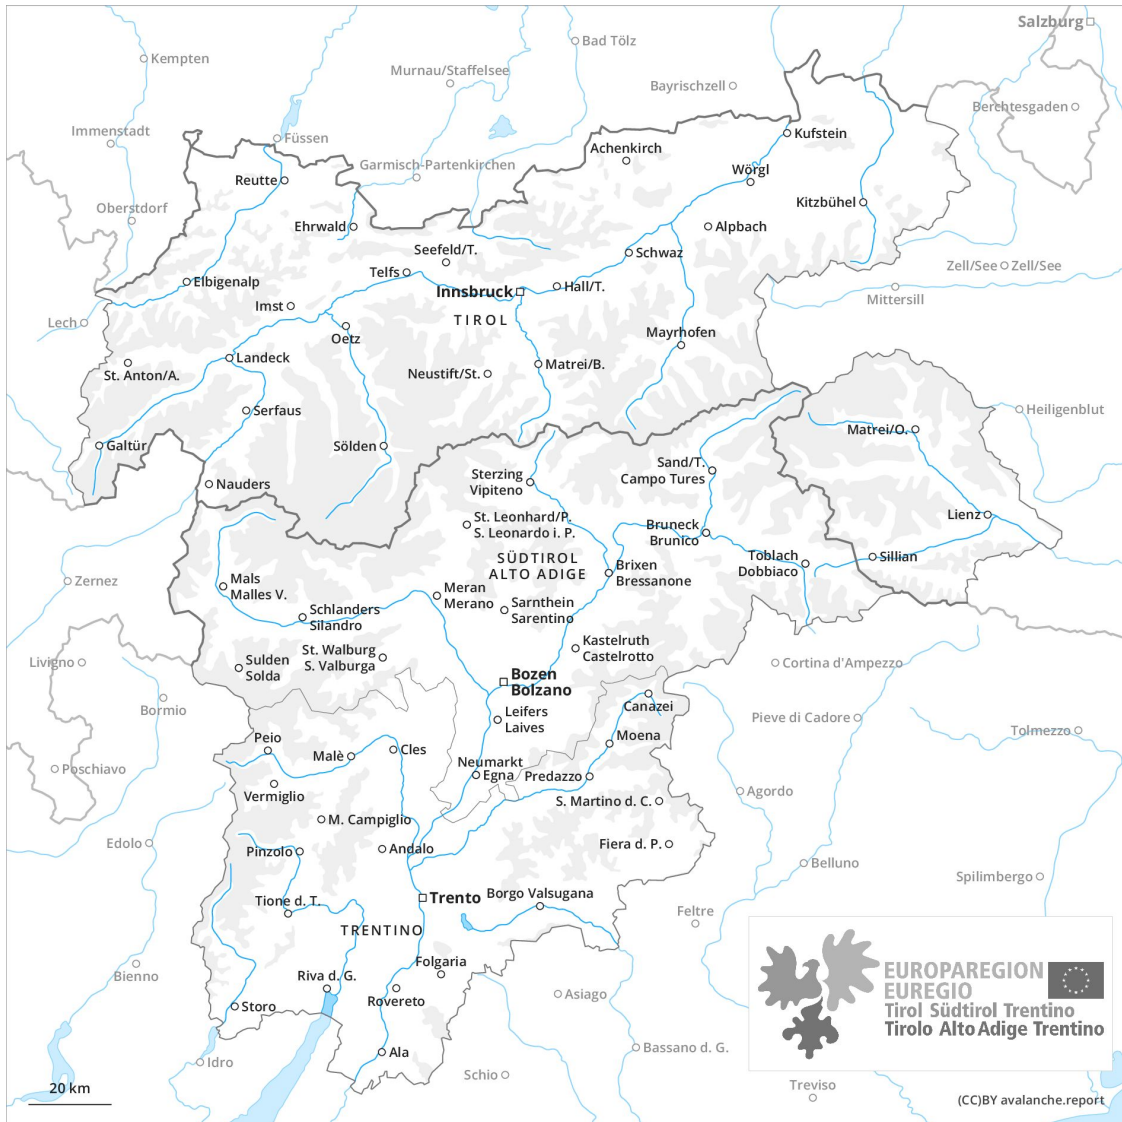 Salzburg
Bad Tölz
Kempten
Murnau/Staffelsee
Bayrischzell
Berchtesgaden
Immenstadt
Füssen
Kufstein
Achenkirch
Garmisch-Partenkirchen
Wörgl
Reutte
Oberstdorf
Kitzbühel
Ehrwald
Alpbach
Seefeld/T.
Schwaz
Zell/See
Zell/See
Telfs
Elbigenalp
Hall/T.
Innsbruck
Mittersill
Imst
TIROL
Lech
Oetz
Mayrhofen
Landeck
Matrei/B.
St. Anton/A.
Neustift/St.
Serfaus
Heiligenblut
Matrei/O.
Galtür
Sölden
Sand/T.
Campo Tures
Sterzing
Vipiteno
Nauders
Lienz
St. Leonhard/P.
S. Leonardo i. P.
Bruneck
Brunico
SÜDTIROL
ALTO ADIGE
Toblach
Dobbiaco
Sillian
Brixen
Bressanone
Zernez
Mals
Malles V.
Meran
Merano
Sarnthein
Sarentino
Schlanders
Silandro
Kastelruth
Castelrotto
St. Walburg
S. Valburga
Livigno
Sulden
Solda
Cortina d'Ampezzo
Bozen
Bolzano
Bormio
Canazei
Leifers
Laives
Pieve di Cadore
Tolmezzo
Peio
Moena
Malè
Cles
Neumarkt
Egna
Predazzo
Poschiavo
Vermiglio
Agordo
S. Martino d. C.
M. Campiglio
Edolo
Pinzolo
Andalo
Fiera d. P.
Belluno
Spilimbergo
Trento
Borgo Valsugana
Tione d. T.
Feltre
TRENTINO
Folgaria
Bienno
Riva d. G.
Rovereto
Asiago
Storo
EUROPAREGION
EUREGIO
Tirol Südtirol Trentino
Tirolo Alto Adige Trentino
Ala
Bassano d. G.
Idro
Schio
Treviso
20 km
(CC)BY avalanche.report